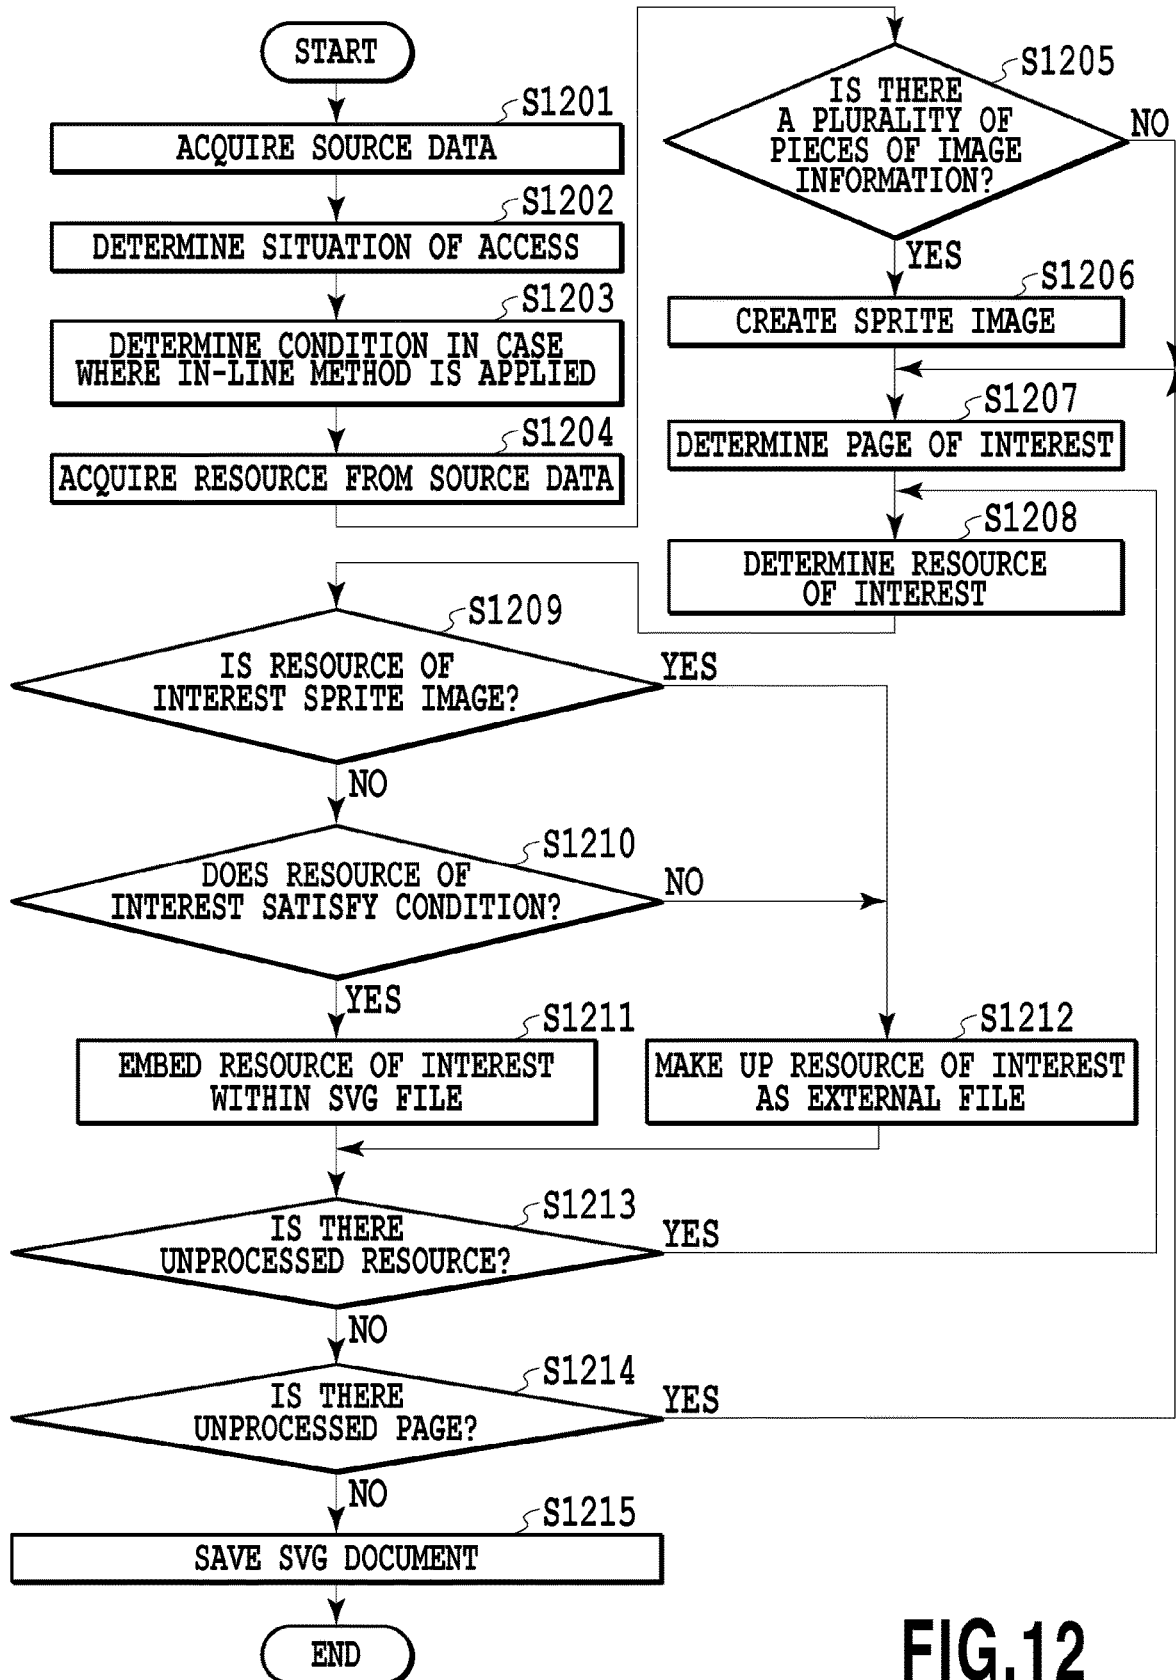 START
S1201
ACQUIRE SOURCE DATA
S1202
DETERMINE SITUATION OF ACCESS
S1203
DETERMINE CONDITION IN CASE
WHERE IN-LINE METHOD IS APPLIED
S1204
ACQUIRE RESOURCE FROM SOURCE DATA
S1205
IS THERE
A PLURALITY OF
PIECES OF IMAGE
INFORMATION?
NO
YES
S1206
CREATE SPRITE IMAGE
S1207
DETERMINE PAGE OF INTEREST
S1208
DETERMINE RESOURCE
OF INTEREST
S1209
IS RESOURCE OF
INTEREST SPRITE IMAGE?
YES
NO
S1210
DOES RESOURCE OF
INTEREST SATISFY CONDITION?
NO
YES
S1211
EMBED RESOURCE OF INTEREST
WITHIN SVG FILE
S1212
MAKE UP RESOURCE OF INTEREST
AS EXTERNAL FILE
S1213
IS THERE
UNPROCESSED RESOURCE?
YES
NO
S1214
IS THERE
UNPROCESSED PAGE?
YES
NO
S1215
SAVE SVG DOCUMENT
END
FIG.12